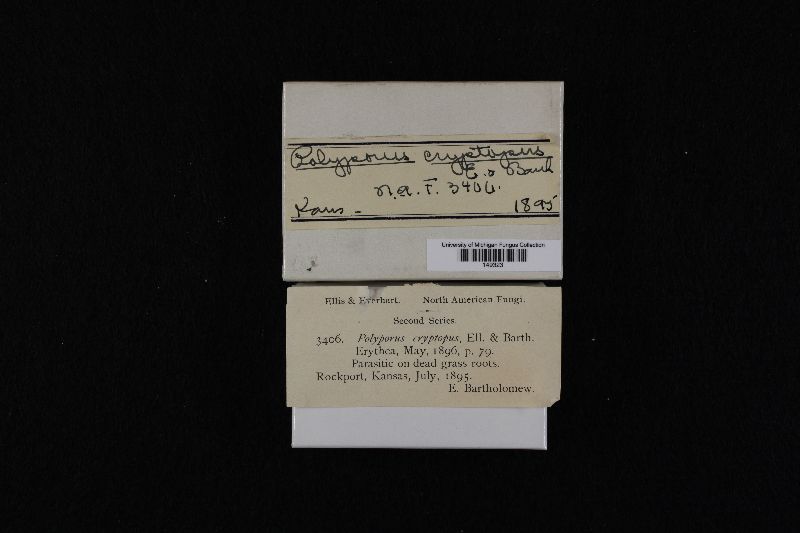 Polyporus cryptopus
E. & Barth
N.A.F. 3406.
Kans - 1895
University of Michigan Fungus Collection
149323
Ellis & Everhart. North American Fungi.
Second Series.
3406. Polyporus cryptopus, Ell. & Barth.
Erythea, May, 1896, p. 79.
Parasitic on dead grass roots.
Rockport, Kansas, July, 1895.
E. Bartholomew.